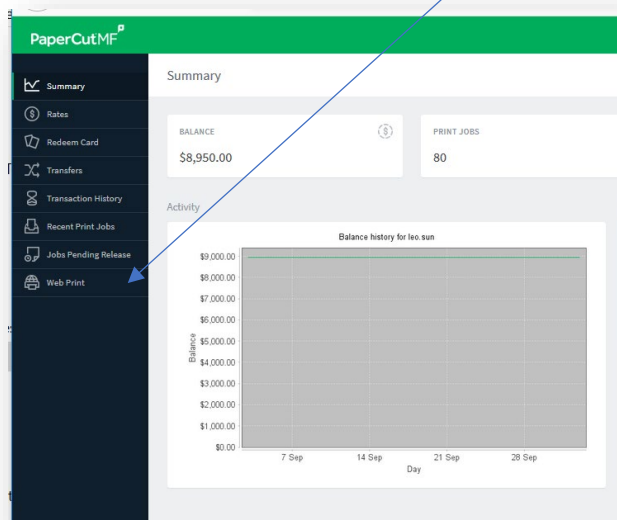 PaperCutMF
Summary
Rates
Redeem Card
Transfers
Transaction History
Recent Print Jobs
Jobs Pending Release
Web Print
Summary
BALANCE
$8,950.00
PRINT JOBS
80
Activity
Balance history for leo.sun
$9,000.00
$8,000.00
$7,000.00
$6,000.00
$5,000.00
$4,000.00
$3,000.00
$2,000.00
$1,000.00
$0.00
Balance
7 Sep 14 Sep 21 Sep 28 Sep
Day